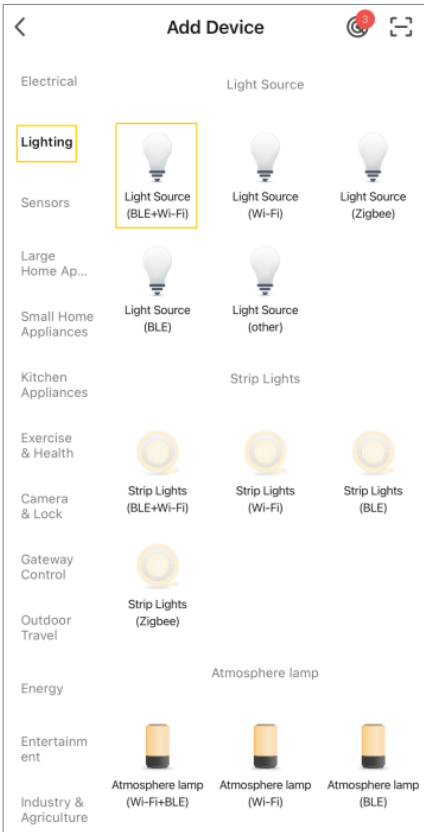 Add Device
3
Electrical
Lighting
Sensors
Large
Home Ap...
Small Home
Appliances
Kitchen
Appliances
Exercise
& Health
Camera
& Lock
Gateway
Control
Outdoor
Travel
Energy
Entertainm
ent
Industry &
Agriculture
Light Source
Light Source
(BLE+Wi-Fi)
Light Source
(Wi-Fi)
Light Source
(Zigbee)
Light Source
(BLE)
Light Source
(other)
Strip Lights
Strip Lights
(BLE+Wi-Fi)
Strip Lights
(Wi-Fi)
Strip Lights
(BLE)
Strip Lights
(Zigbee)
Atmosphere lamp
Atmosphere lamp
(Wi-Fi+BLE)
Atmosphere lamp
(Wi-Fi)
Atmosphere lamp
(BLE)